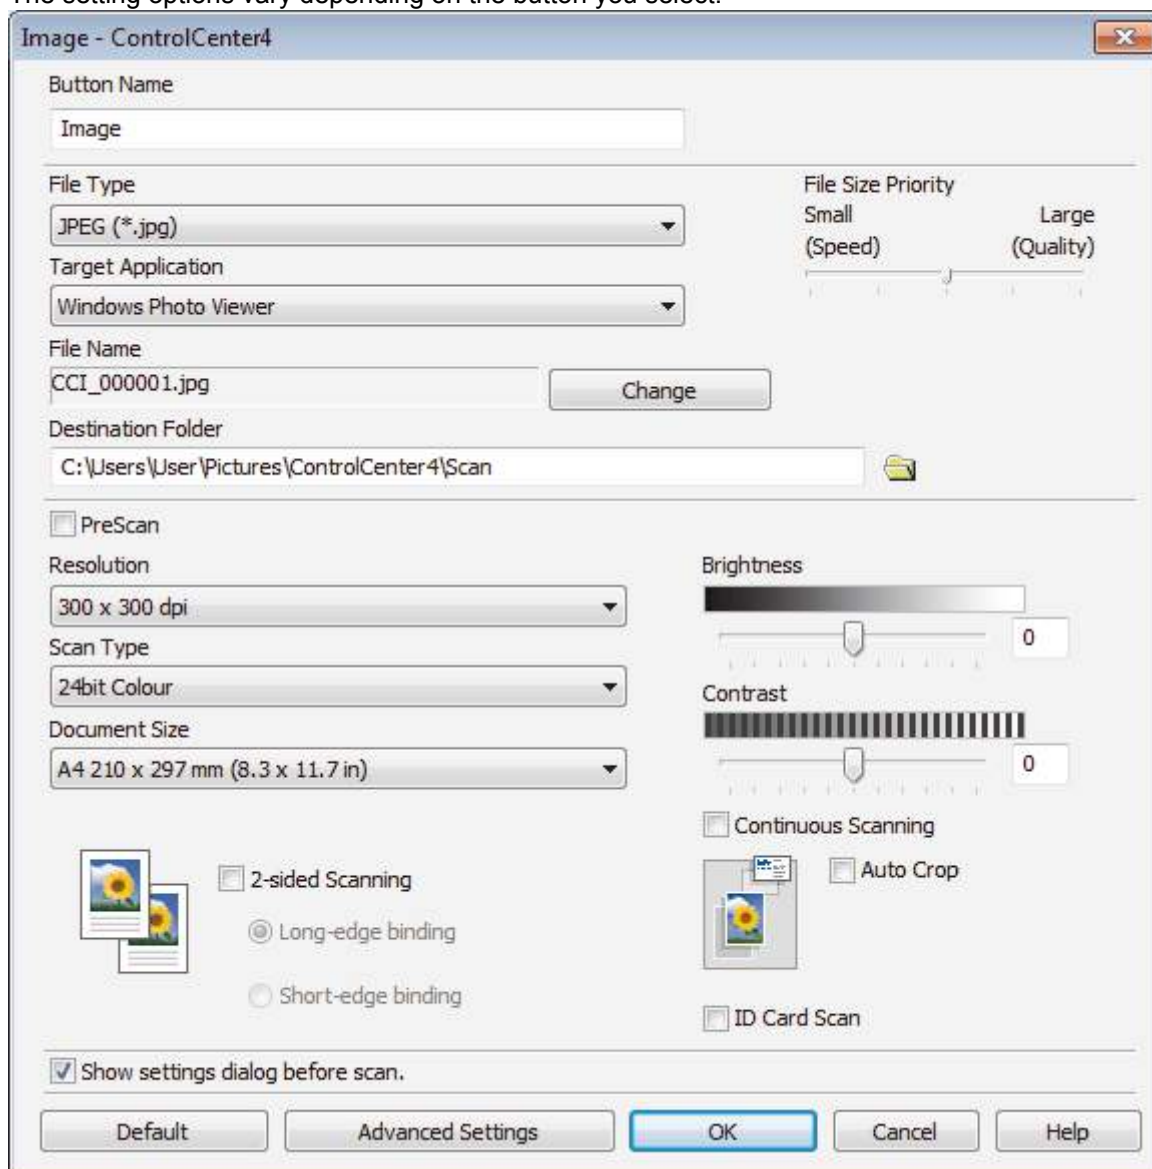 The setting options vary depending on the button you select.
Image - ControlCenter4
Button Name
Image
File Type
JPEG (*.jpg)
Target Application
Windows Photo Viewer
File Name
CCI_000001.jpg
Change
Destination Folder
C:\Users\User\Pictures\ControlCenter4\Scan
File Size Priority
Small Large
(Speed) (Quality)
PreScan
Resolution
300 x 300 dpi
Scan Type
24bit Colour
Document Size
A4 210 x 297 mm (8.3 x 11.7 in)
Brightness
0
Contrast
0
2-sided Scanning
Long-edge binding
Short-edge binding
Continuous Scanning
Auto Crop
ID Card Scan
Show settings dialog before scan.
Default Advanced Settings OK Cancel Help